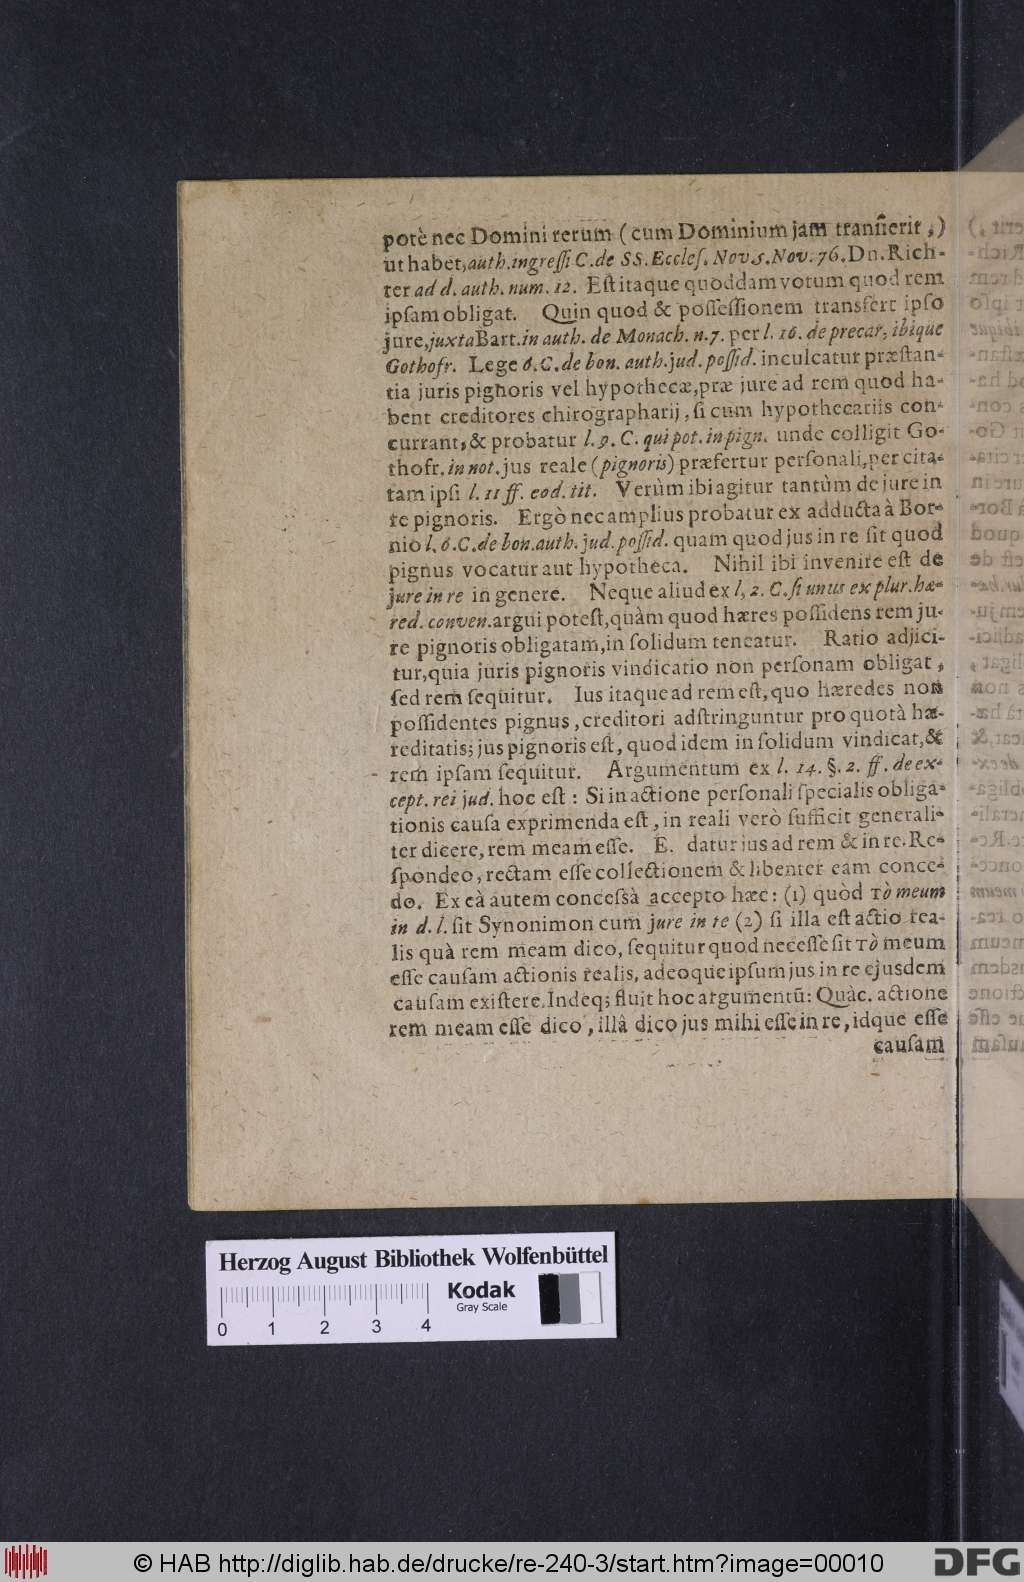 potè nec Domini rerum (cum Dominium jam transierit,)
ut habet, auth. ingressi C. de SS. Eccles. Nov. 5. Nov. 76. Dn. Rich-
ter ad d. auth. num. 12. Est itaque quoddam votum quod rem
ipsam obligat. Quin quod & possessionem transfert ipso
jure, juxta Bart. in auth. de Monach. n. 7. per l. 16. de precar, ibique
Gothofr. Lege 6. C. de bon. auth. jud. possid. inculcatur præstan-
tia juris pignoris vel hypothecæ, præ jure ad rem quod ha-
bent creditores chirographarij, si cum hypothecariis con-
currant, & probatur l. 9. C. qui pot. in pign. unde colligit Go-
thofr. in not. jus reale (pignoris) præfertur personali, per cita-
tam ipsi l. 11 ff. eod. tit. Verùm ibi agitur tantùm de jure in
re pignoris. Ergò nec amplius probatur ex adducta à Bor-
nio l. 6. C. de bon. auth. jud. possid. quam quod jus in re sit quod
pignus vocatur aut hypotheca. Nihil ibi invenire est de
jure in re in genere. Neque aliud ex l, 2. C. si unus ex plur. hæ-
red. conven. argui potest, quàm quod hæres possidens rem ju-
re pignoris obligatam, in solidum teneatur. Ratio adjici-
tur, quia juris pignoris vindicatio non personam obligat,
sed rem sequitur. Ius itaque ad rem est, quo hæredes non
possidentes pignus, creditori adstringuntur pro quotà hæ-
reditatis; jus pignoris est, quod idem in solidum vindicat, &
rem ipsam sequitur. Argumentum ex l. 14. §. 2. ff. de ex-
cept. rei jud. hoc est: Si in actione personali specialis obliga-
tionis causa exprimenda est, in reali verò sufficit generali-
ter dicere, rem meam esse. E. datur jus ad rem & in re. Re-
spondeo, rectam esse collectionem & libenter eam conce-
do. Ex eà autem concessà accepto hæc: (1) quòd τὸ meum
in d. l. sit Synonimon cum jure in re (2) si illa est actio rea-
lis quà rem meam dico, sequitur quod necesse sit τὸ meum
esse causam actionis realis, adeoque ipsum jus in re ejusdem
causam existere. Indeq; fluit hoc argumentũ: Quàc. actione
rem meam esse dico, illâ dico jus mihi esse in re, idque esse
causam
Herzog August Bibliothek Wolfenbüttel
Kodak
Gray Scale
0 1 2 3 4
© HAB http://diglib.hab.de/drucke/re-240-3/start.htm?image=00010
DFG